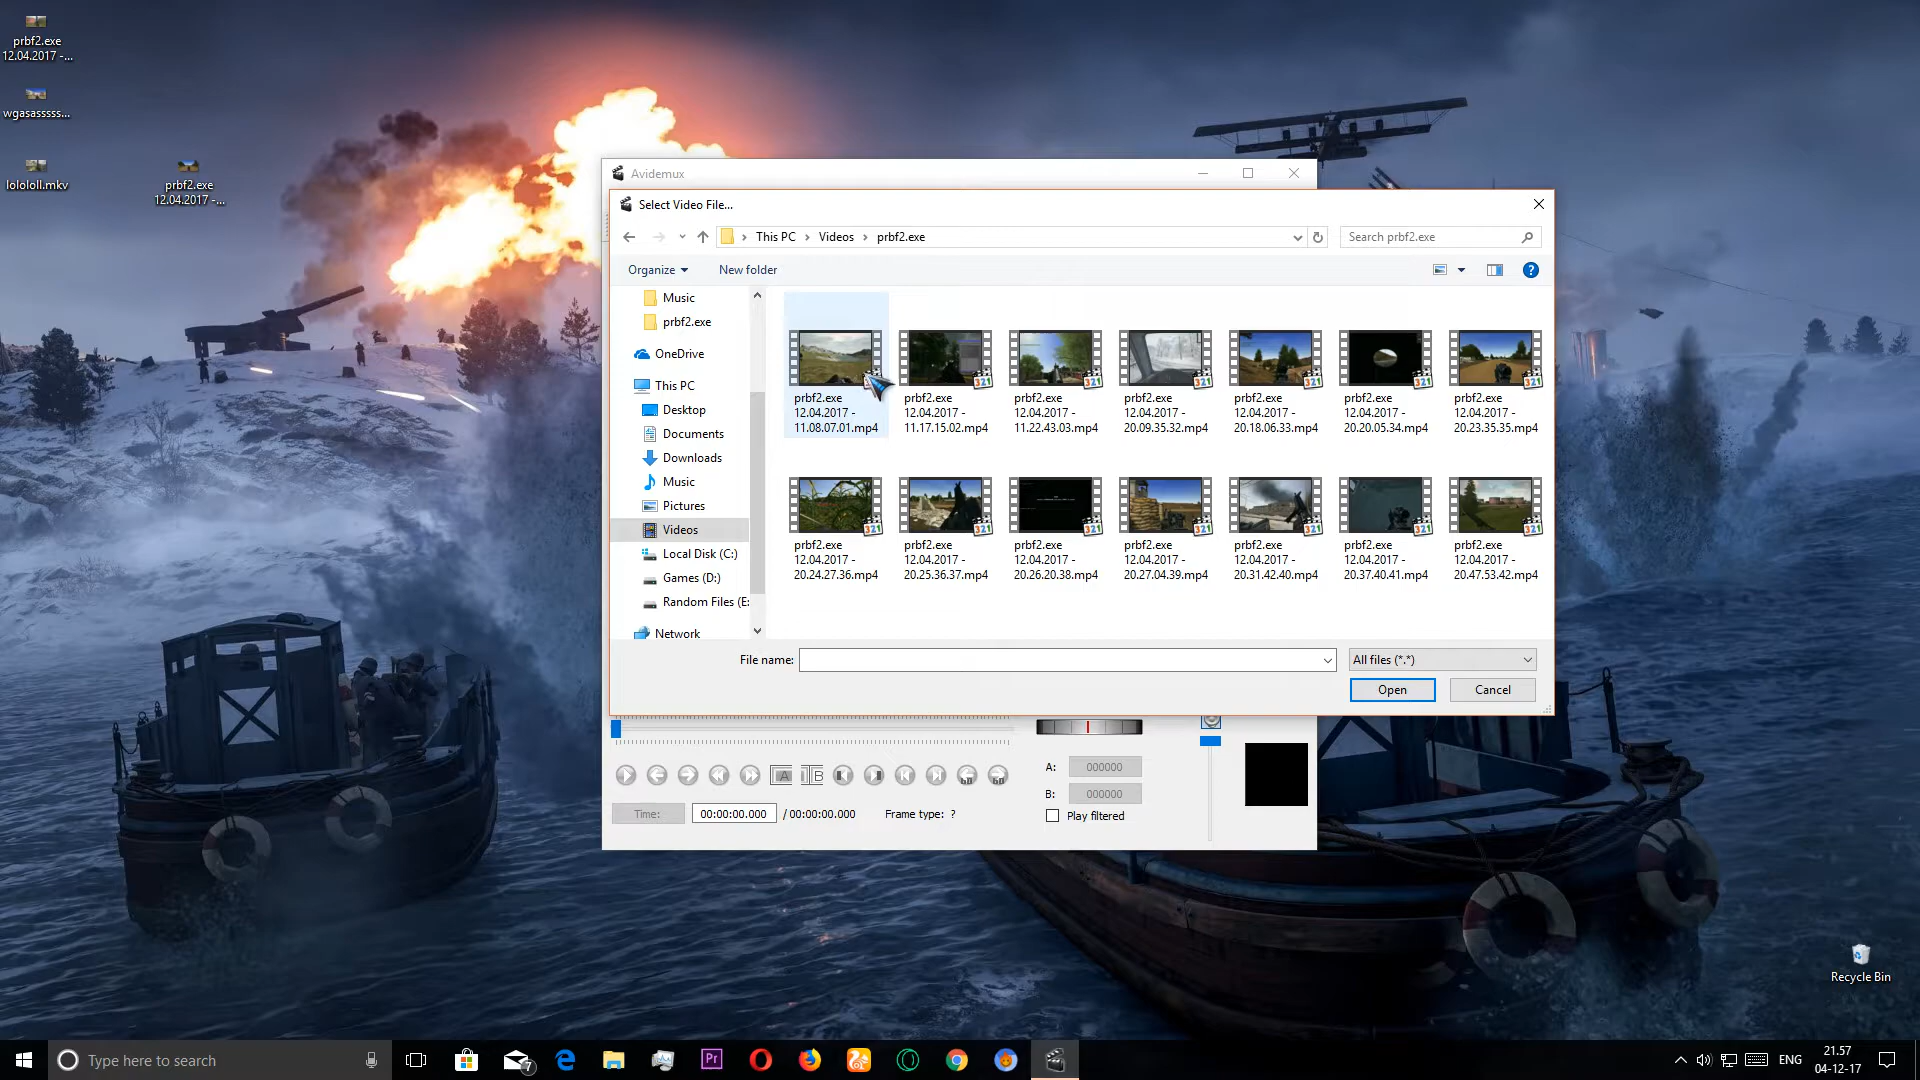 prbf2.exe
12.04.2017 -...
wgasasssss...
lolololl.mkv
prbf2.exe
12.04.2017 -...
Avidemux
Select Video File...
This PC
Videos
prbf2.exe
Search prbf2.exe
Organize
New folder
Music
prbf2.exe
OneDrive
This PC
Desktop
Documents
Downloads
Music
Pictures
Videos
Local Disk (C:)
Games (D:)
Random Files (E:
Network
prbf2.exe
12.04.2017 -
11.08.07.01.mp4
prbf2.exe
12.04.2017 -
11.17.15.02.mp4
prbf2.exe
12.04.2017 -
11.22.43.03.mp4
prbf2.exe
12.04.2017 -
20.09.35.32.mp4
prbf2.exe
12.04.2017 -
20.18.06.33.mp4
prbf2.exe
12.04.2017 -
20.20.05.34.mp4
prbf2.exe
12.04.2017 -
20.23.35.35.mp4
prbf2.exe
12.04.2017 -
20.24.27.36.mp4
prbf2.exe
12.04.2017 -
20.25.36.37.mp4
prbf2.exe
12.04.2017 -
20.26.20.38.mp4
prbf2.exe
12.04.2017 -
20.27.04.39.mp4
prbf2.exe
12.04.2017 -
20.31.42.40.mp4
prbf2.exe
12.04.2017 -
20.37.40.41.mp4
prbf2.exe
12.04.2017 -
20.47.53.42.mp4
File name:
All files (*.*)
Open
Cancel
A
B
A: 000000
B: 000000
Time: 00:00:00.000 /00:00:00.000 Frame type: ?
Play filtered
Recycle Bin
Type here to search
7
Pr
ENG
21.57
04-12-17